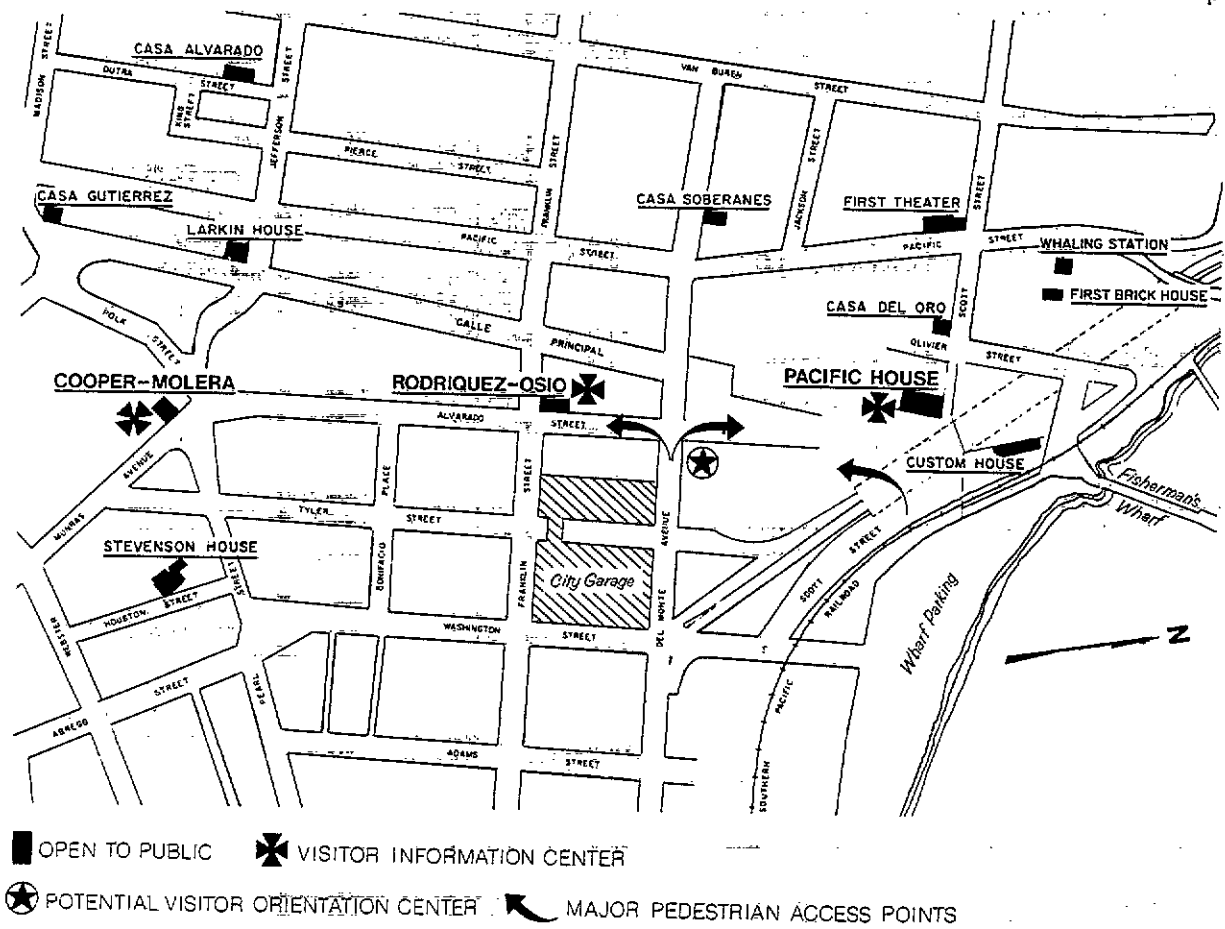 CASA ALVARADO
MADISON STREET
DUTRA STREET
KING STREET
JEFFERSON STREET
VAN BUREN STREET
PIERCE STREET
FRANKLIN STREET
JACKSON STREET
STREET
CASA GUTIERREZ
LARKIN HOUSE
PACIFIC STREET
CASA SOBERANES
FIRST THEATER
PACIFIC STREET
WHALING STATION
FIRST BRICK HOUSE
CASA DEL ORO
SCOTT
OLIVIER STREET
POLK STREET
CALLE PRINCIPAL
COOPER-MOLERA
RODRIQUEZ-OSIO
PACIFIC HOUSE
ALVARADO STREET
CUSTOM HOUSE
Fisherman's
Wharf
MUNRAS AVENUE
TYLER STREET
BONIFACIO PLACE
FRANKLIN STREET
City Garage
DEL MONTE AVENUE
SCOTT STREET
STEVENSON HOUSE
HOUSTON STREET
WEBSTER
PEARL STREET
WASHINGTON STREET
SOUTHERN PACIFIC RAILROAD
Wharf Parking
N
ABREGO STREET
ADAMS STREET
OPEN TO PUBLIC
VISITOR INFORMATION CENTER
POTENTIAL VISITOR ORIENTATION CENTER
MAJOR PEDESTRIAN ACCESS POINTS